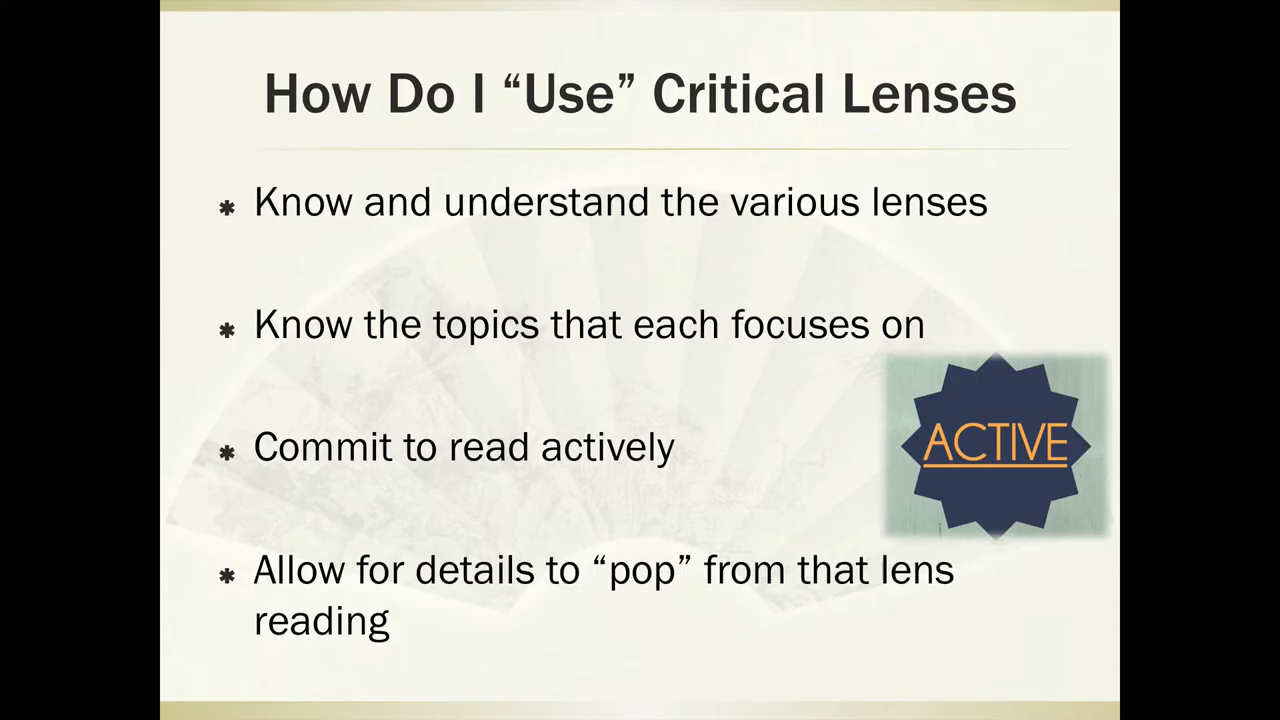 How Do I “Use” Critical Lenses
✱ Know and understand the various lenses
✱ Know the topics that each focuses on
ACTIVE
✱ Commit to read actively
✱ Allow for details to “pop” from that lens
reading